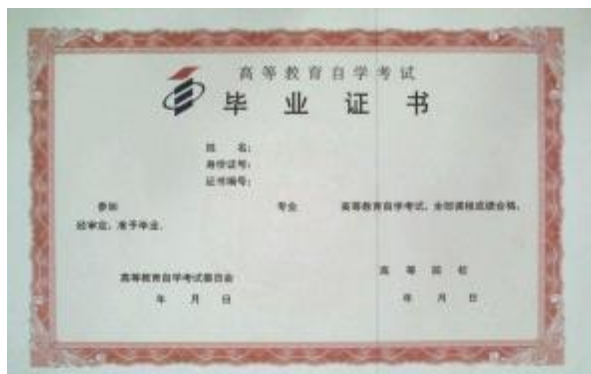 高等教育自学考试
毕业证书
姓 名：
身份证号：
证书编号：
参加 专业 高等教育自学考试，全部课程成绩合格，
经审定，准予毕业。
高等教育自学考试委员会 高等院校
年 月 日 年 月 日